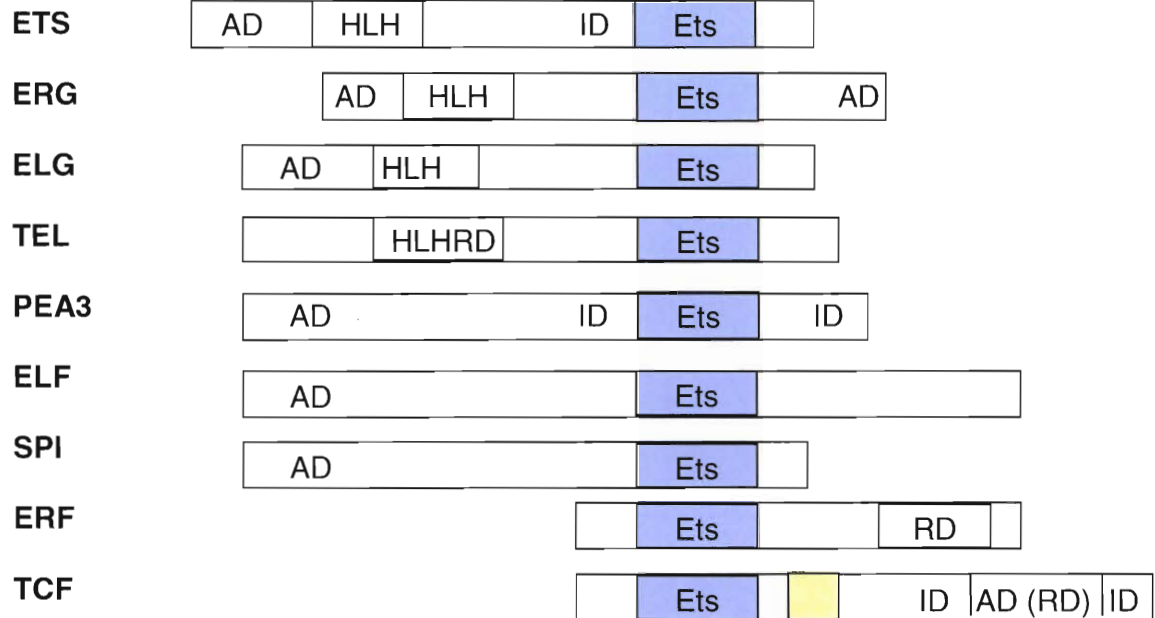 ETS AD HLH ID Ets
ERG AD HLH Ets AD
ELG AD HLH Ets
TEL HLHRD Ets
PEA3 AD ID Ets ID
ELF AD Ets
SPI AD Ets
ERF Ets RD
TCF Ets ID AD (RD) ID